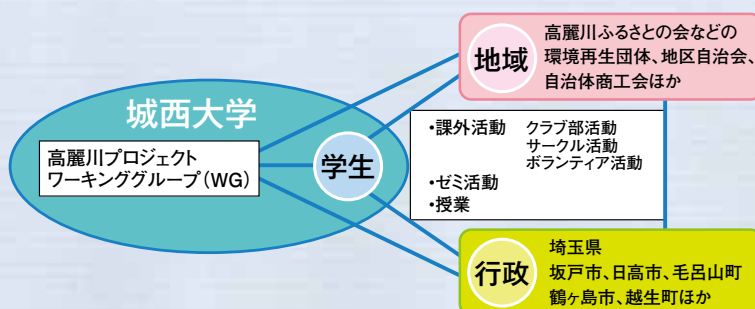 地域
高麗川ふるさとの会などの
環境再生団体、地区自治会、
自治体商工会ほか
城西大学
高麗川プロジェクト
ワーキンググループ(WG)
学生
・課外活動 クラブ部活動
サークル活動
ボランティア活動
・ゼミ活動
・授業
行政
埼玉県
坂戸市、日高市、毛呂山町
鶴ヶ島市、越生町ほか